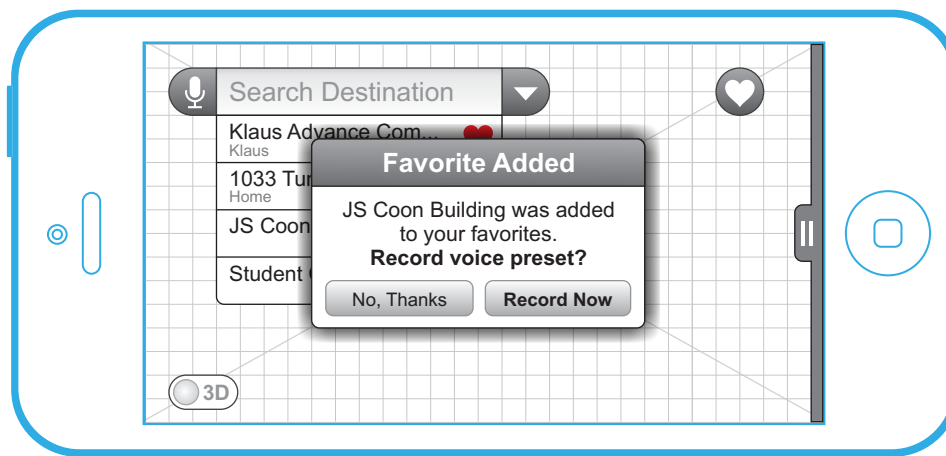 Search Destination
Klaus Advance Com...
Klaus
1033
Home
JS Coon
Student
Favorite Added
JS Coon Building was added
to your favorites.
Record voice preset?
No, Thanks
Record Now
3D